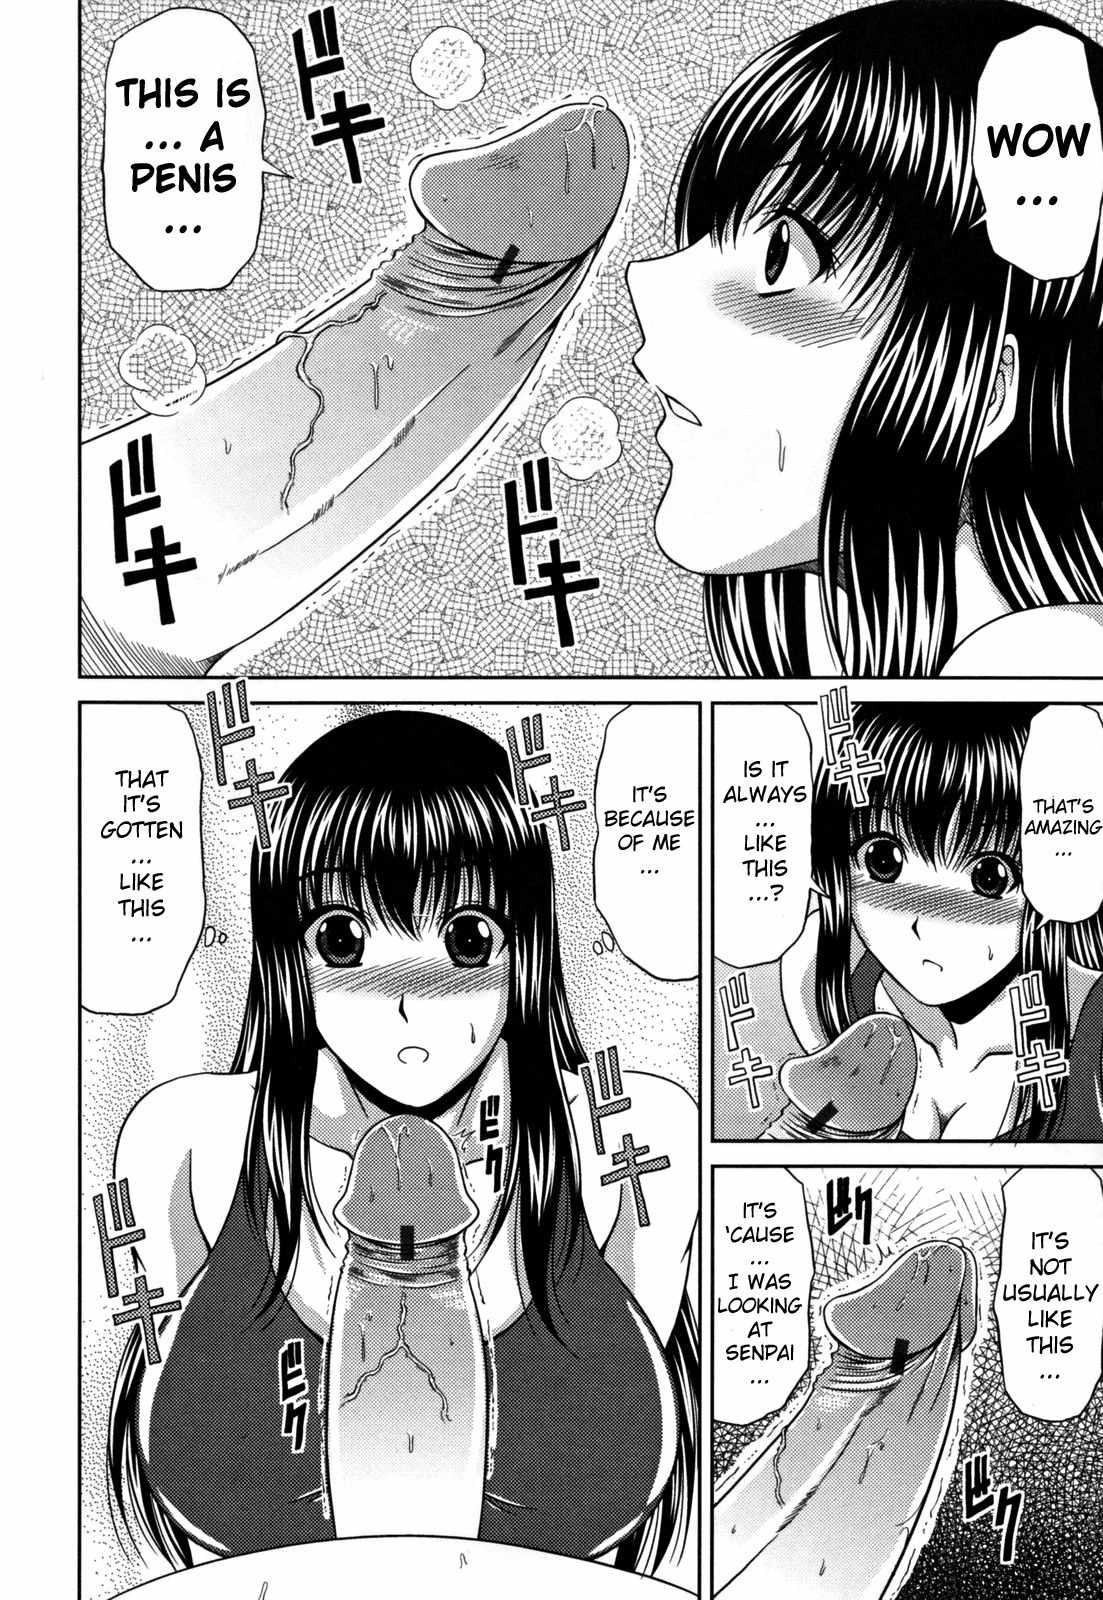 WOW
...
THIS IS
... A
PENIS
...
ドキ
ドキ
ドキ
THAT'S
AMAZING
...
IS IT
ALWAYS
...
LIKE
THIS
...?
ドキ
ドキ
ドキ
IT'S
NOT
USUALLY
LIKE
THIS
...
IT'S
'CAUSE
...
I WAS
LOOKING
AT
SENPAI
...
ビク
ビク
IT'S
BECAUSE
OF ME
...
THAT
IT'S
GOTTEN
...
LIKE
THIS
...
ドキ
ドキ
ドキ
ドキ
ビク
ビク